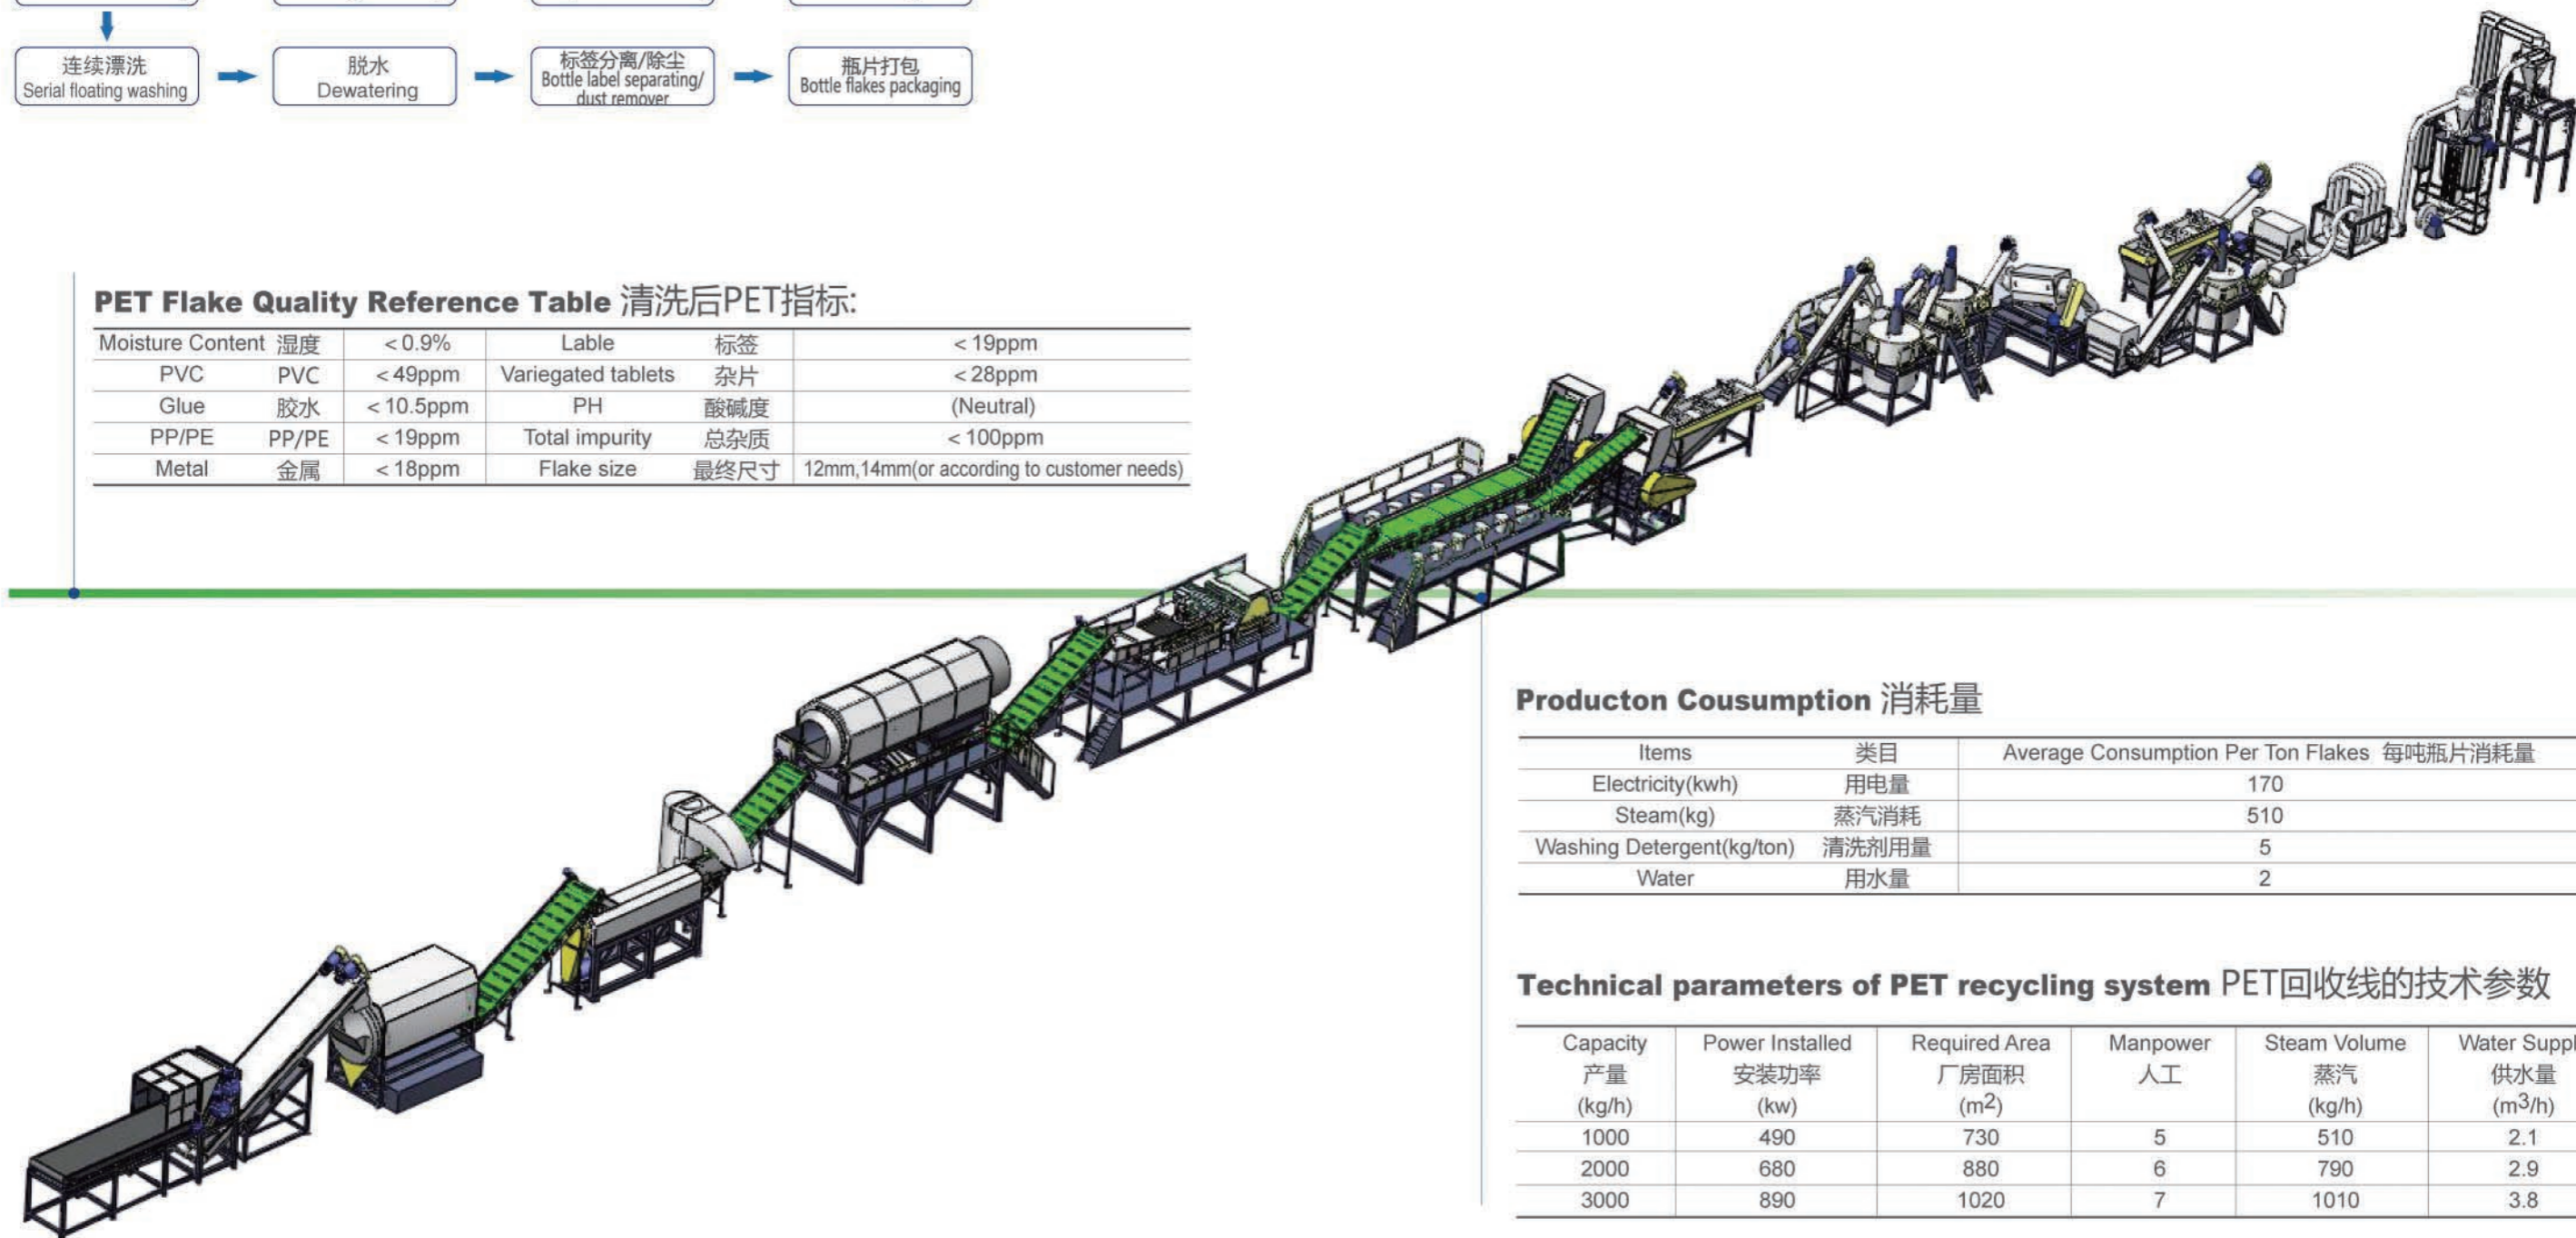 连续漂洗
Serial floating washing
脱水
Dewatering
标签分离/除尘
Bottle label separating/
dust remover
瓶片打包
Bottle flakes packaging
PET Flake Quality Reference Table 清洗后PET指标:
Moisture Content 湿度 < 0.9% Lable 标签 < 19ppm
PVC PVC < 49ppm Variegated tablets 杂片 < 28ppm
Glue 胶水 < 10.5ppm PH 酸碱度 (Neutral)
PP/PE PP/PE < 19ppm Total impurity 总杂质 < 100ppm
Metal 金属 < 18ppm Flake size 最终尺寸 12mm,14mm(or according to customer needs)
Producton Cousumption 消耗量
Items 类目 Average Consumption Per Ton Flakes 每吨瓶片消耗量
Electricity(kwh) 用电量 170
Steam(kg) 蒸汽消耗 510
Washing Detergent(kg/ton) 清洗剂用量 5
Water 用水量 2
Technical parameters of PET recycling system PET回收线的技术参数
Capacity Power Installed Required Area Manpower Steam Volume Water Suppl
产量 安装功率 厂房面积 人工 蒸汽 供水量
(kg/h) (kw) (m2) (kg/h) (m3/h)
1000 490 730 5 510 2.1
2000 680 880 6 790 2.9
3000 890 1020 7 1010 3.8